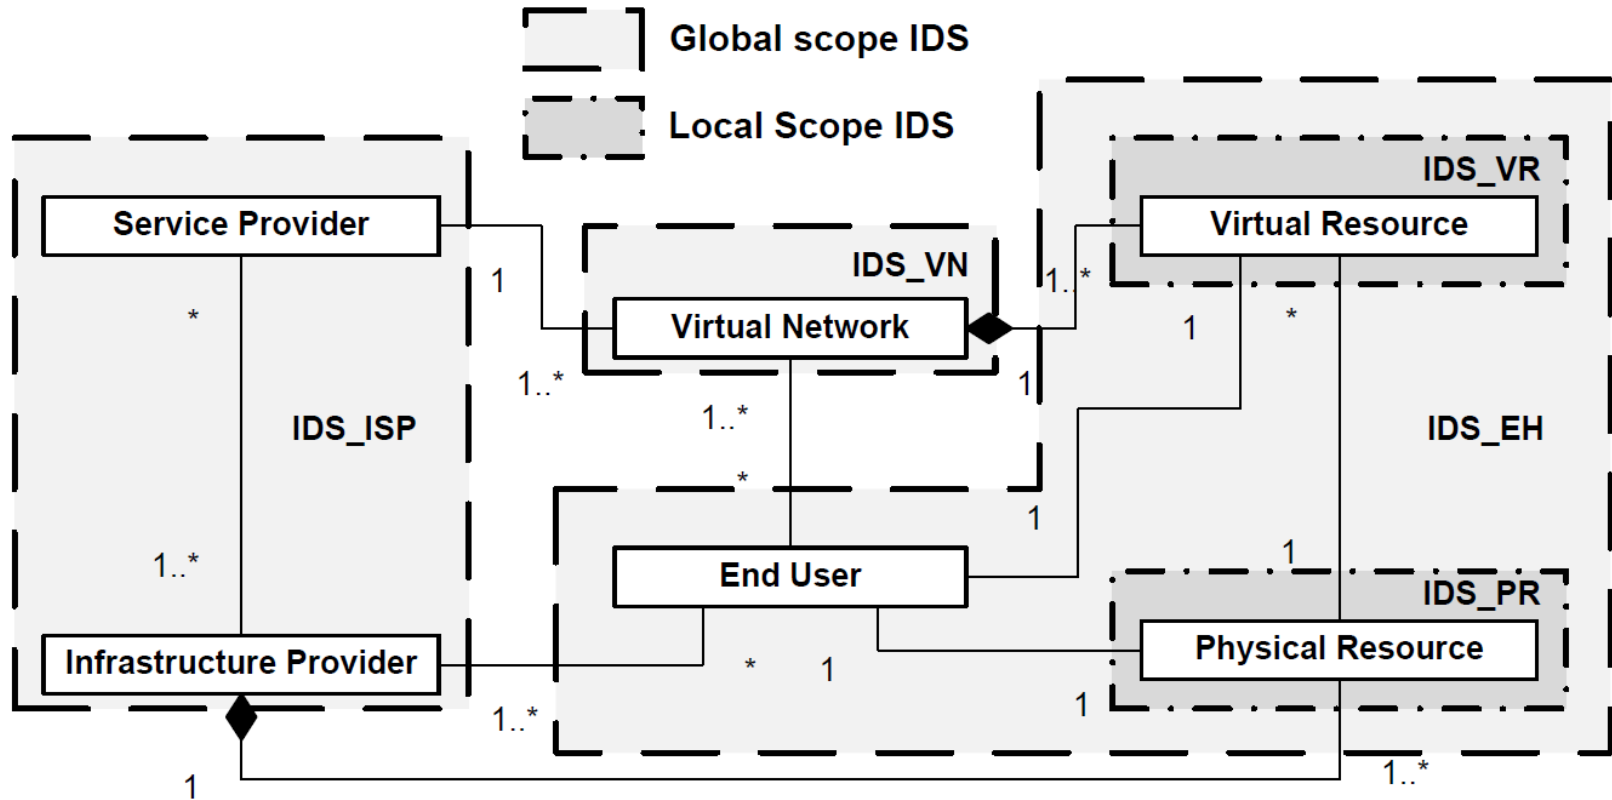 Global scope IDS
Local Scope IDS
IDS_VR
Service Provider
Virtual Resource
IDS_VN
1
1..*
*
1
*
Virtual Network
1..*
1
1..*
IDS_ISP
IDS_EH
*
1
1..*
1
End User
IDS_PR
Infrastructure Provider
*
1
Physical Resource
1..*
1
1
1..*